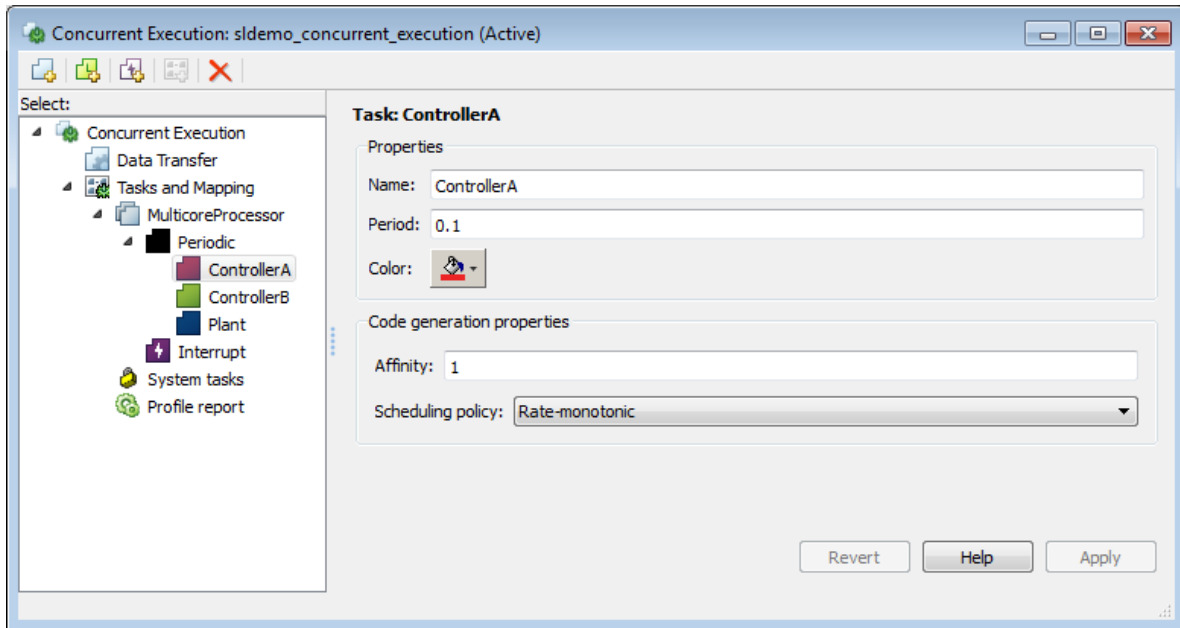 Concurrent Execution: sldemo_concurrent_execution (Active)
Select:
Concurrent Execution
Data Transfer
Tasks and Mapping
MulticoreProcessor
Periodic
ControllerA
ControllerB
Plant
Interrupt
System tasks
Profile report
Task: ControllerA
Properties
Name: ControllerA
Period: 0.1
Color:
Code generation properties
Affinity: 1
Scheduling policy: Rate-monotonic
Revert Help Apply